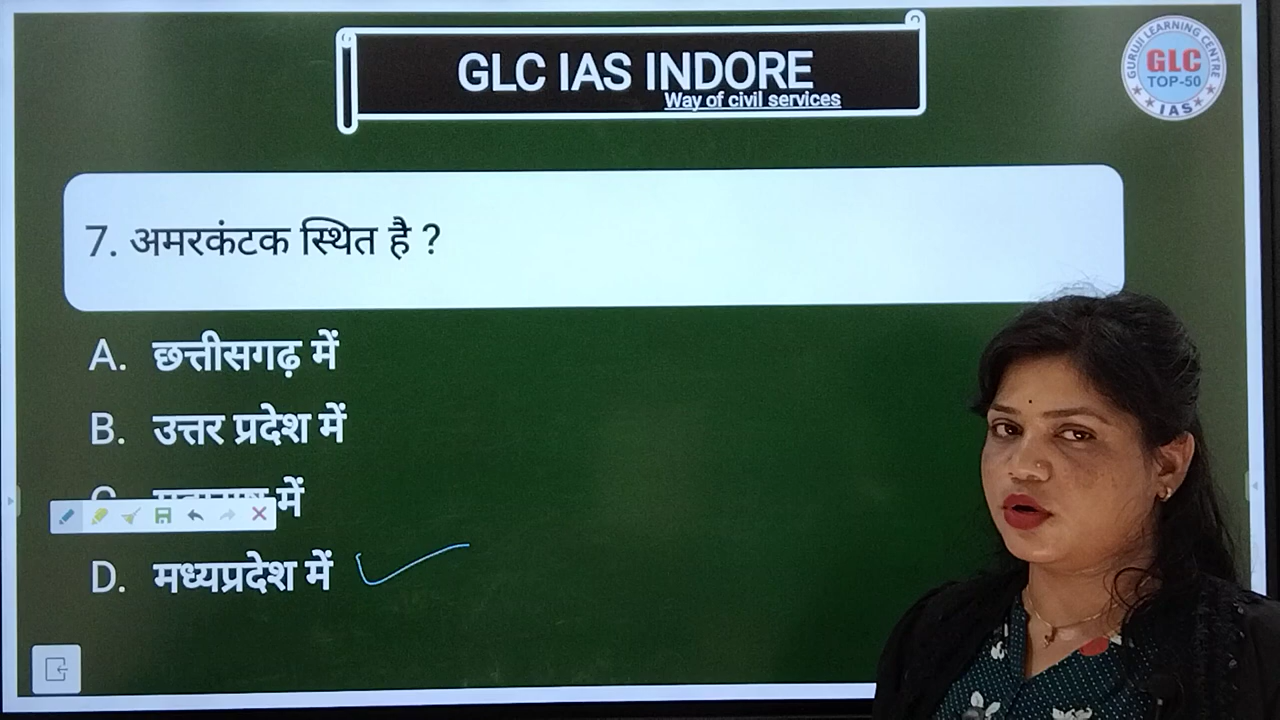 GLC IAS INDORE
Way of civil services
GURUJI LEARNING CENTRE
GLC
TOP-50
IAS
7. अमरकंटक स्थित है ?
A. छत्तीसगढ़ में
B. उत्तर प्रदेश में
में
D. मध्यप्रदेश में